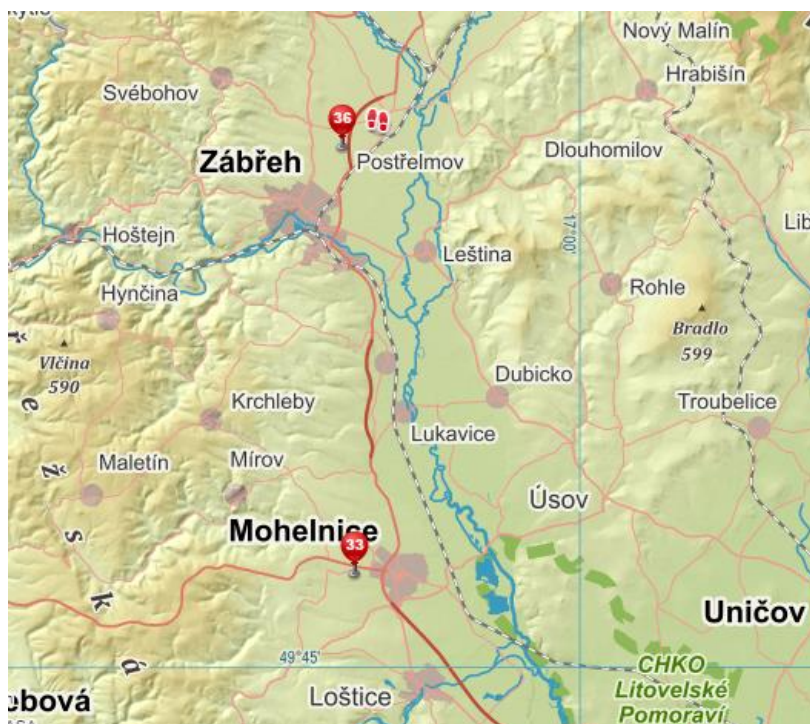 Nový Malín
Hrabišín
Svébohov
36
Zábřeh
Postřelmov
Dlouhomilov
17°00'
Lib
Hoštejn
Leština
Hynčina
Rohle
Bradlo
599
Vlčina
590
ř
e
ž
s
k
á
Dubicko
Krchleby
Troubelice
Lukavice
Maletín
Mírov
Úsov
Mohelnice
33
Uničov
49°45'
CHKO
Litovelské
Pomoraví
ebová
Loštice